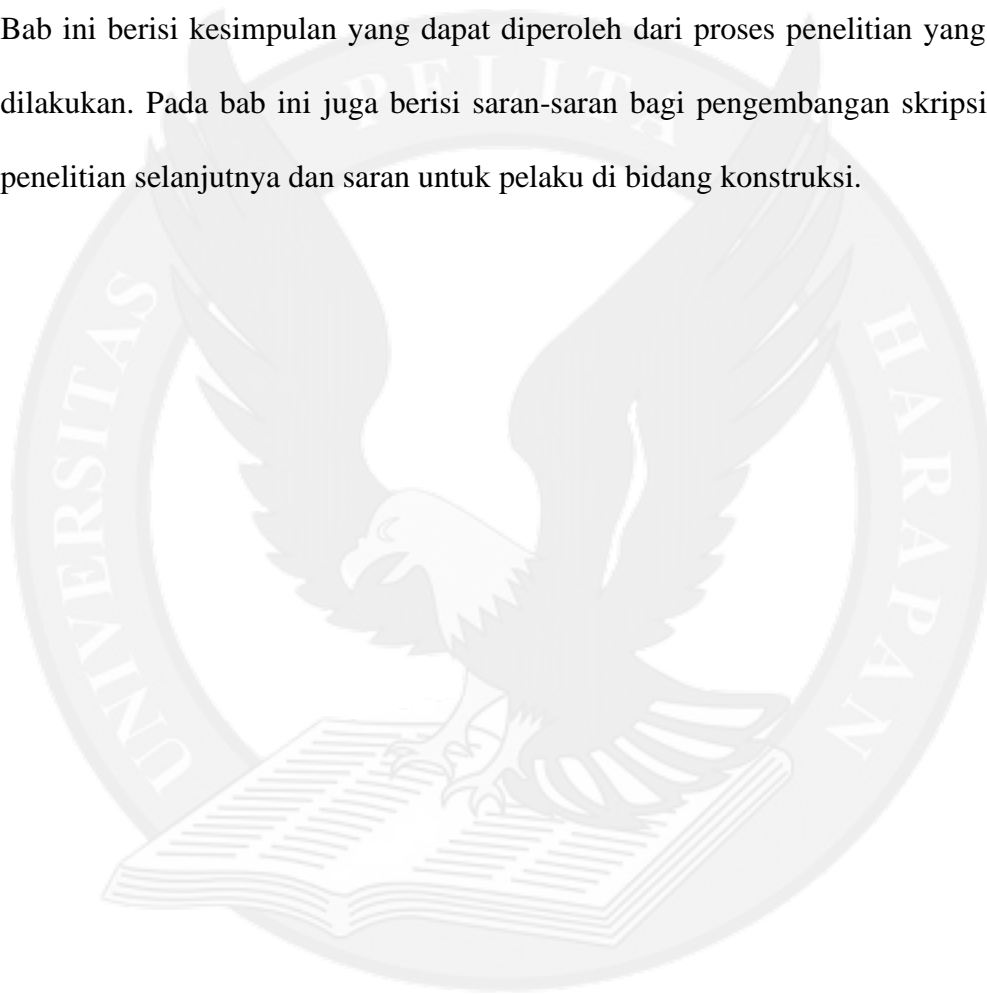 Bab ini berisi kesimpulan yang dapat diperoleh dari proses penelitian yang
dilakukan. Pada bab ini juga berisi saran-saran bagi pengembangan skripsi
penelitian selanjutnya dan saran untuk pelaku di bidang konstruksi.
UNIVERSITAS PELITA HARAPAN